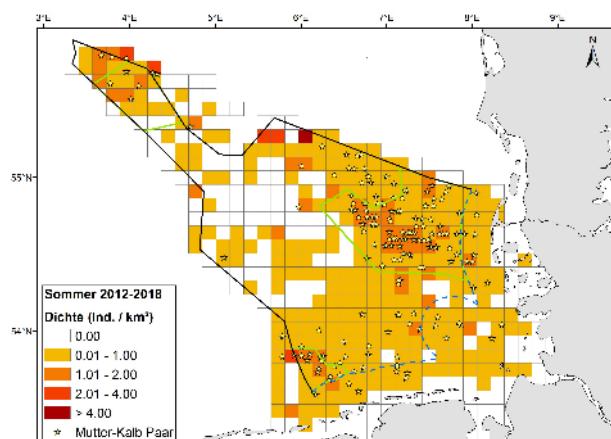 3°E 4°E 5°E 6°E 7°E 8°E 9°E
N
55°N
54°N
Sommer 2012-2018
Dichte (Ind. / km²)
0.00
0.01 - 1.00
1.01 - 2.00
2.01 - 4.00
> 4.00
Mutter-Kalb Paar